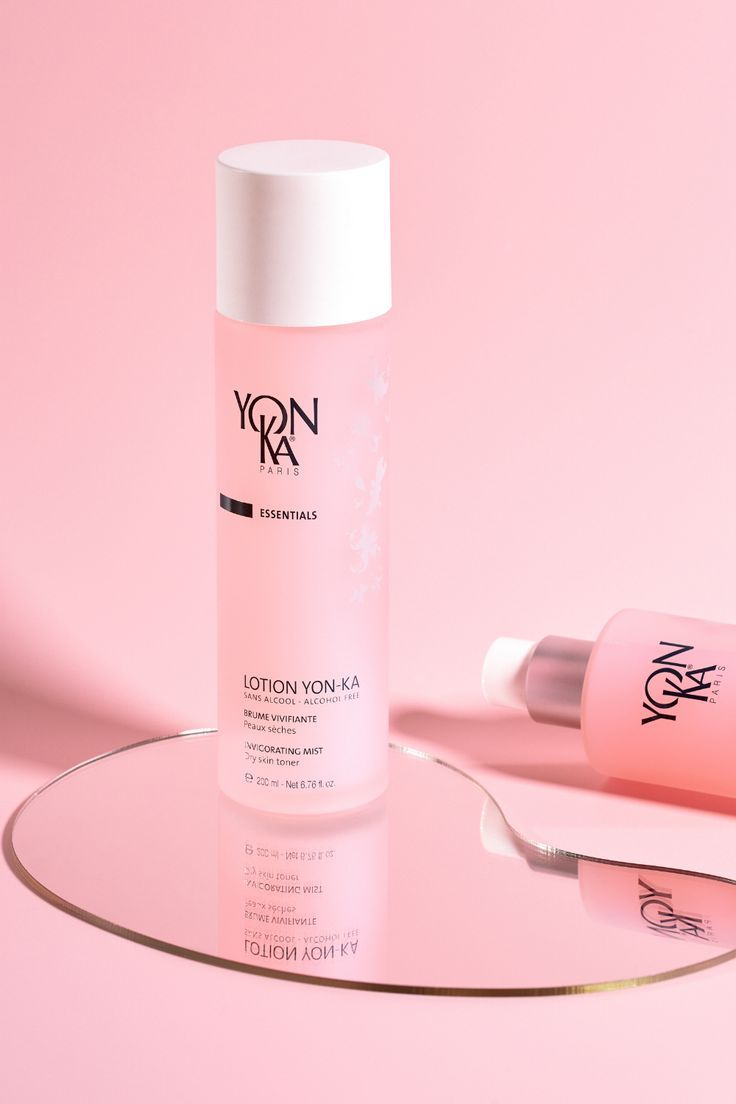 YON
KA®
PARIS
ESSENTIALS
LOTION YON-KA
SANS ALCOOL - ALCOHOL FREE
BRUME VIVIFIANTE
Peaux sèches
INVIGORATING MIST
Dry skin toner
℮ 200 ml - Net 6.76 fl. oz.
YON
KA®
PARIS